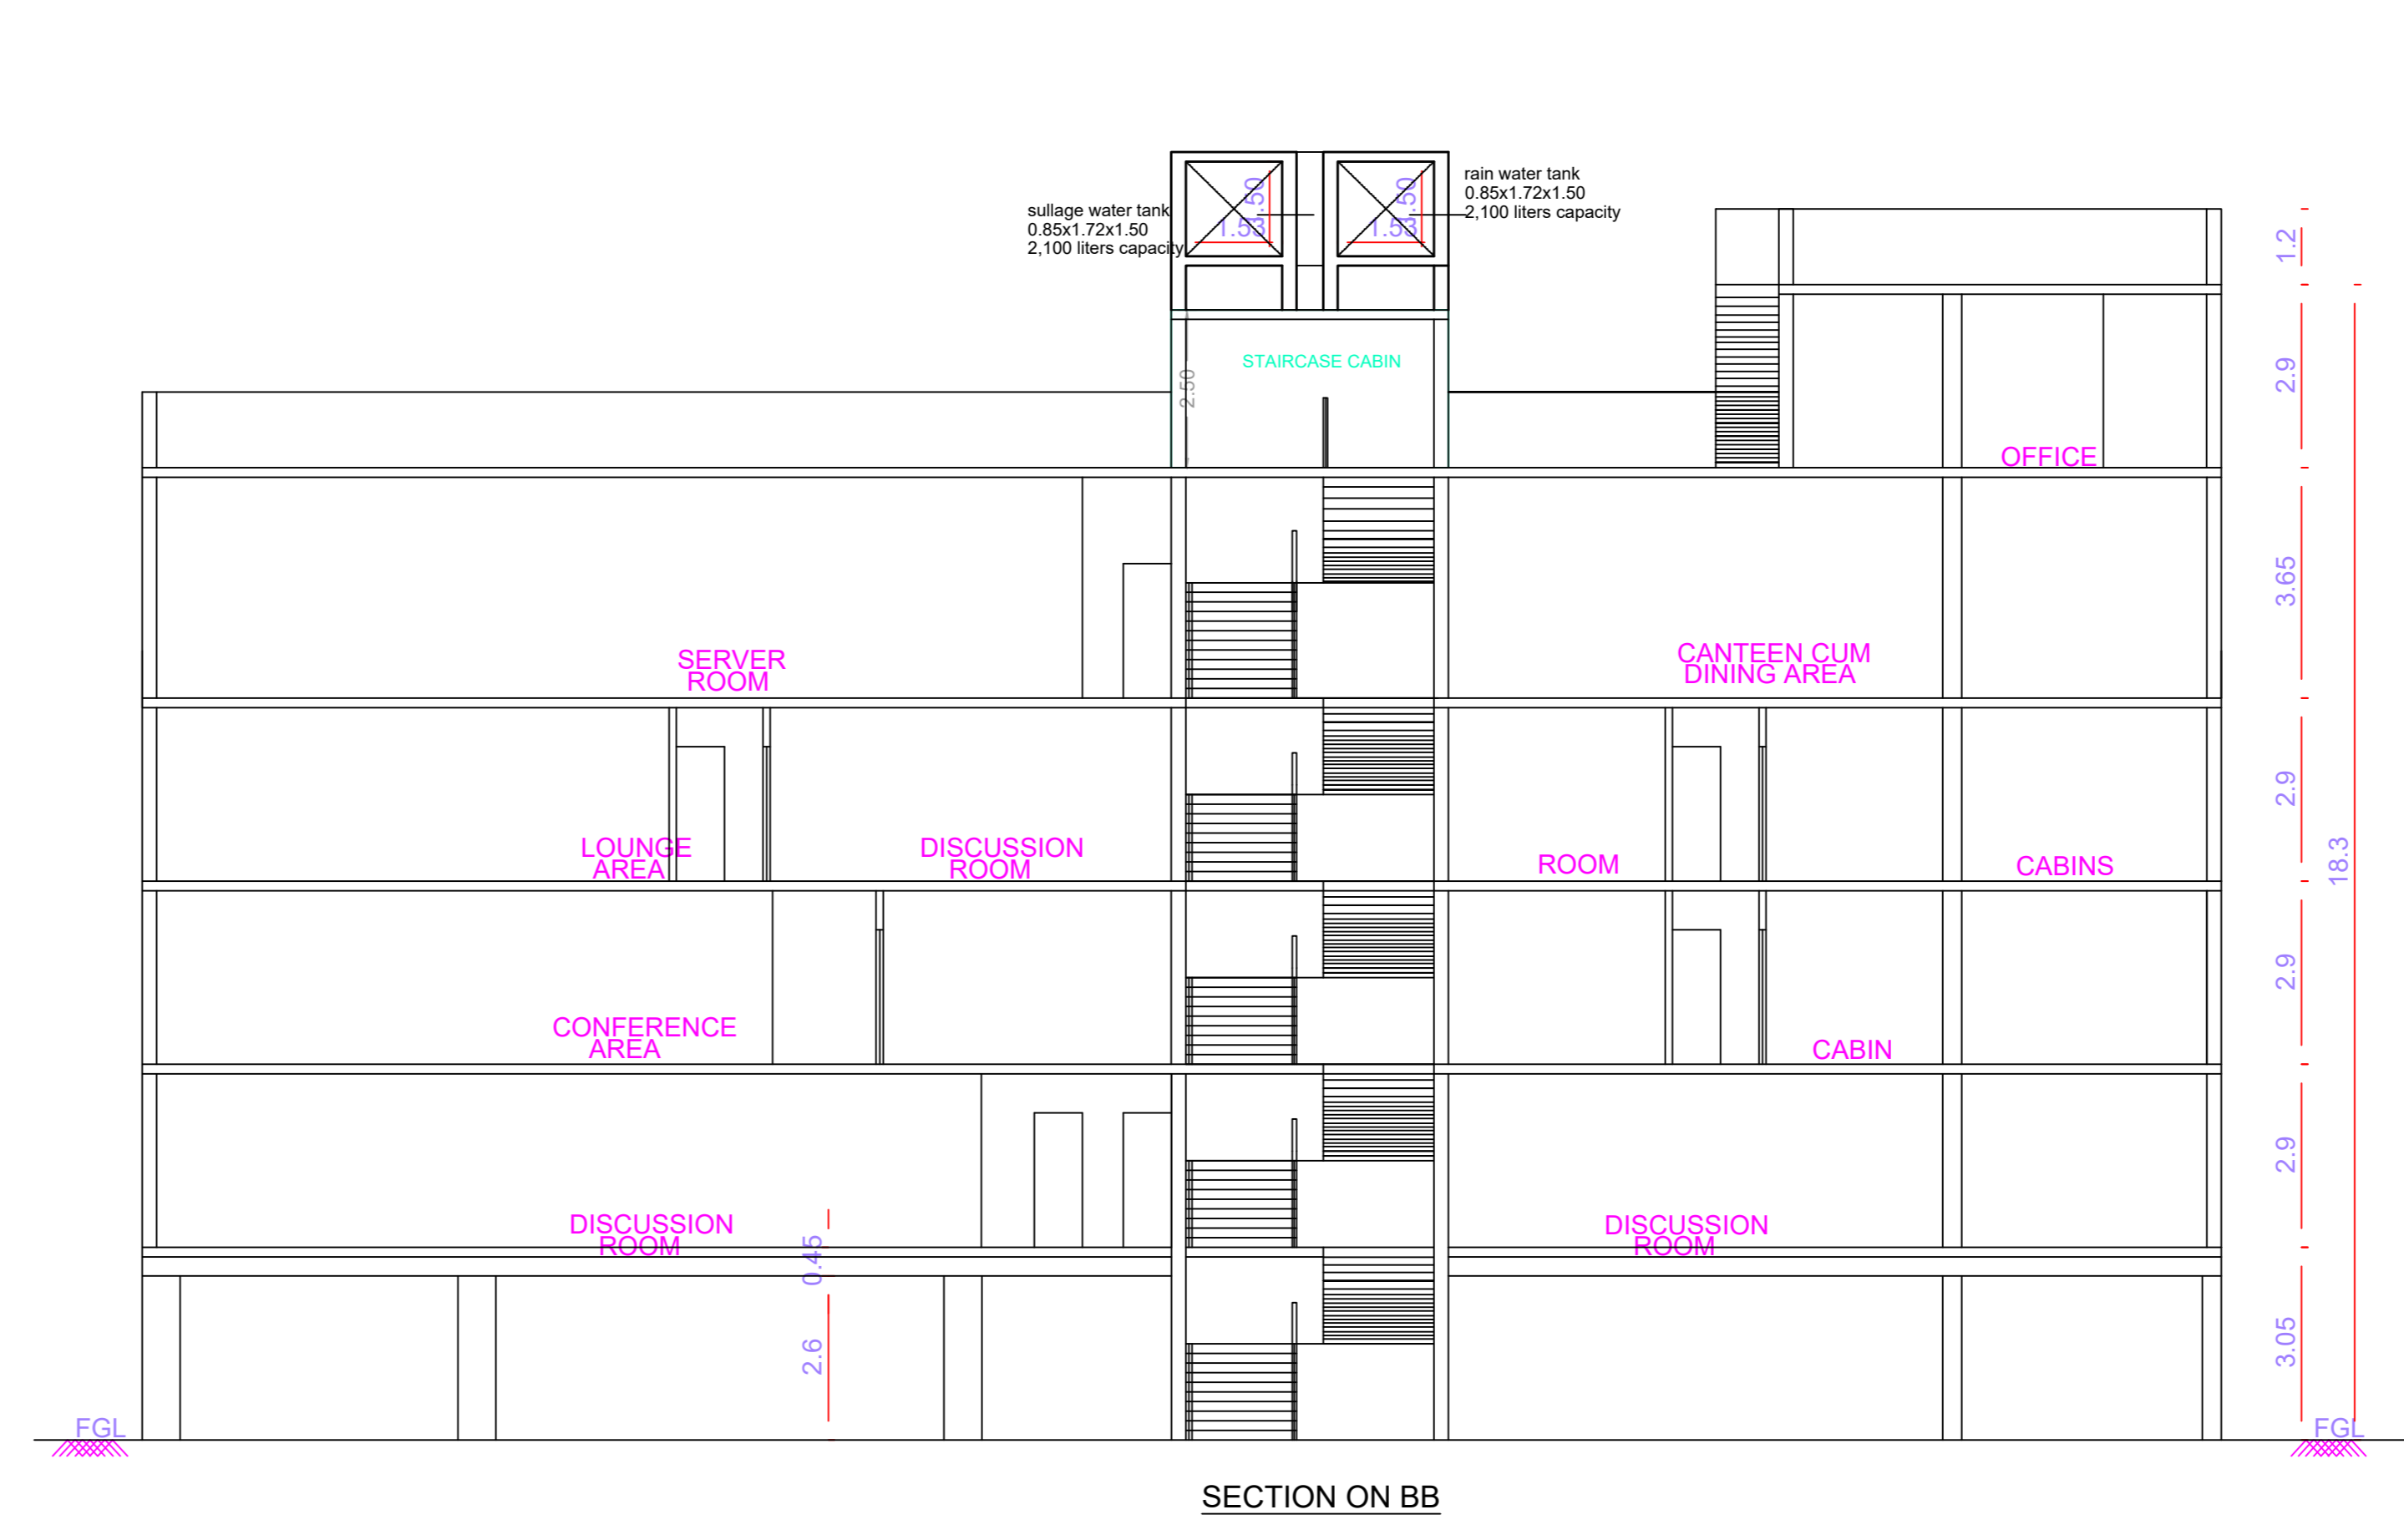 rain water tank
0.85x1.72x1.50
2,100 liters capacity
sullage water tank
0.85x1.72x1.50
2,100 liters capacity
1.50
1.53
1.50
1.53
1.2
STAIRCASE CABIN
2.50
2.9
OFFICE
3.65
SERVER
ROOM
CANTEEN CUM
DINING AREA
2.9
LOUNGE
AREA
DISCUSSION
ROOM
ROOM
CABINS
18.3
2.9
CONFERENCE
AREA
CABIN
2.9
DISCUSSION
ROOM
0.45
DISCUSSION
ROOM
2.6
3.05
FGL
FGL
SECTION ON BB